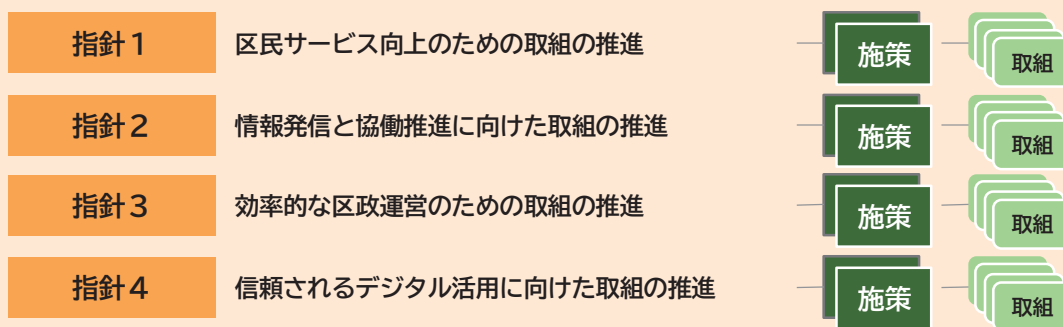 指針1 区民サービス向上のための取組の推進 施策 取組
指針2 情報発信と協働推進に向けた取組の推進 施策 取組
指針3 効率的な区政運営のための取組の推進 施策 取組
指針4 信頼されるデジタル活用に向けた取組の推進 施策 取組